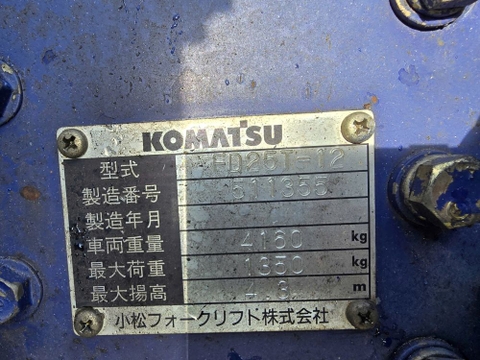 KOMATSU
型式 FD25T-12
製造番号 511355
製造年月
車両重量 4160 kg
最大荷重 1350 kg
最大揚高 4.3 m
小松フォークリフト株式会社